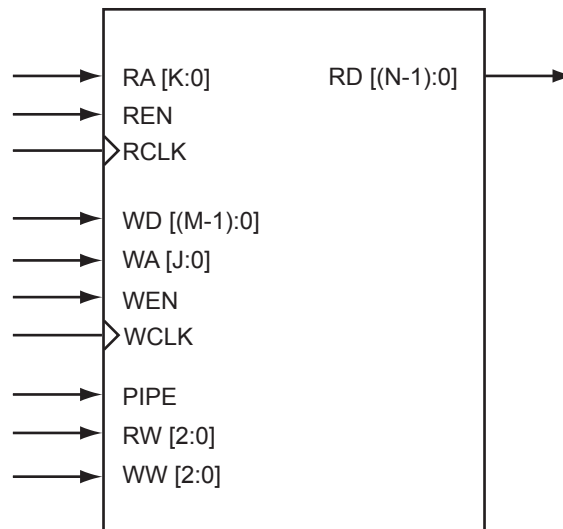 RA [K:0]
RD [(N-1):0]
REN
RCLK
WD [(M-1):0]
WA [J:0]
WEN
WCLK
PIPE
RW [2:0]
WW [2:0]